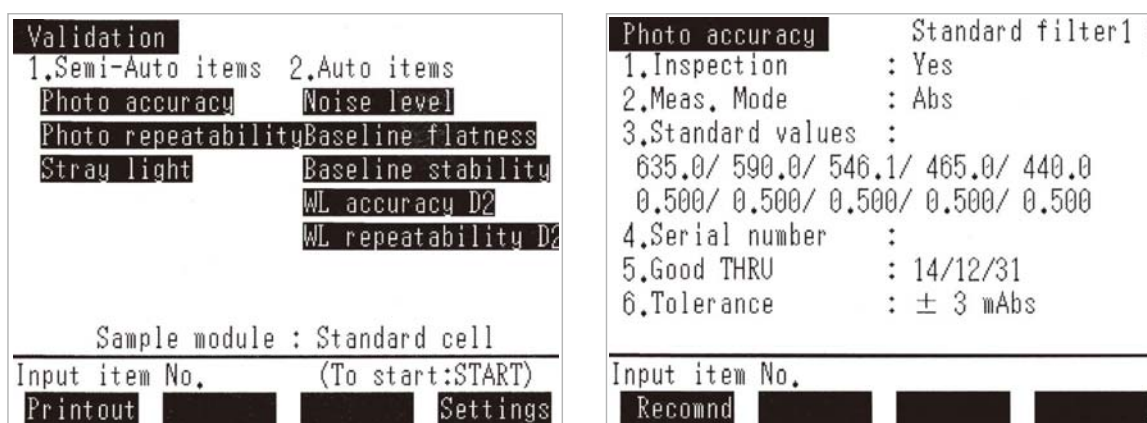 Validation
1.Semi-Auto items 2.Auto items
Photo accuracy Noise level
Photo repeatabilityBaseline flatness
Stray light Baseline stability
WL accuracy D2
WL repeatability D2
Sample module : Standard cell
Input item No. (To start:START)
Printout Settings
Photo accuracy Standard filter1
1.Inspection : Yes
2.Meas. Mode : Abs
3.Standard values :
635.0/ 590.0/ 546.1/ 465.0/ 440.0
0.500/ 0.500/ 0.500/ 0.500/ 0.500
4.Serial number :
5.Good THRU : 14/12/31
6.Tolerance : ± 3 mAbs
Input item No.
Recomnd